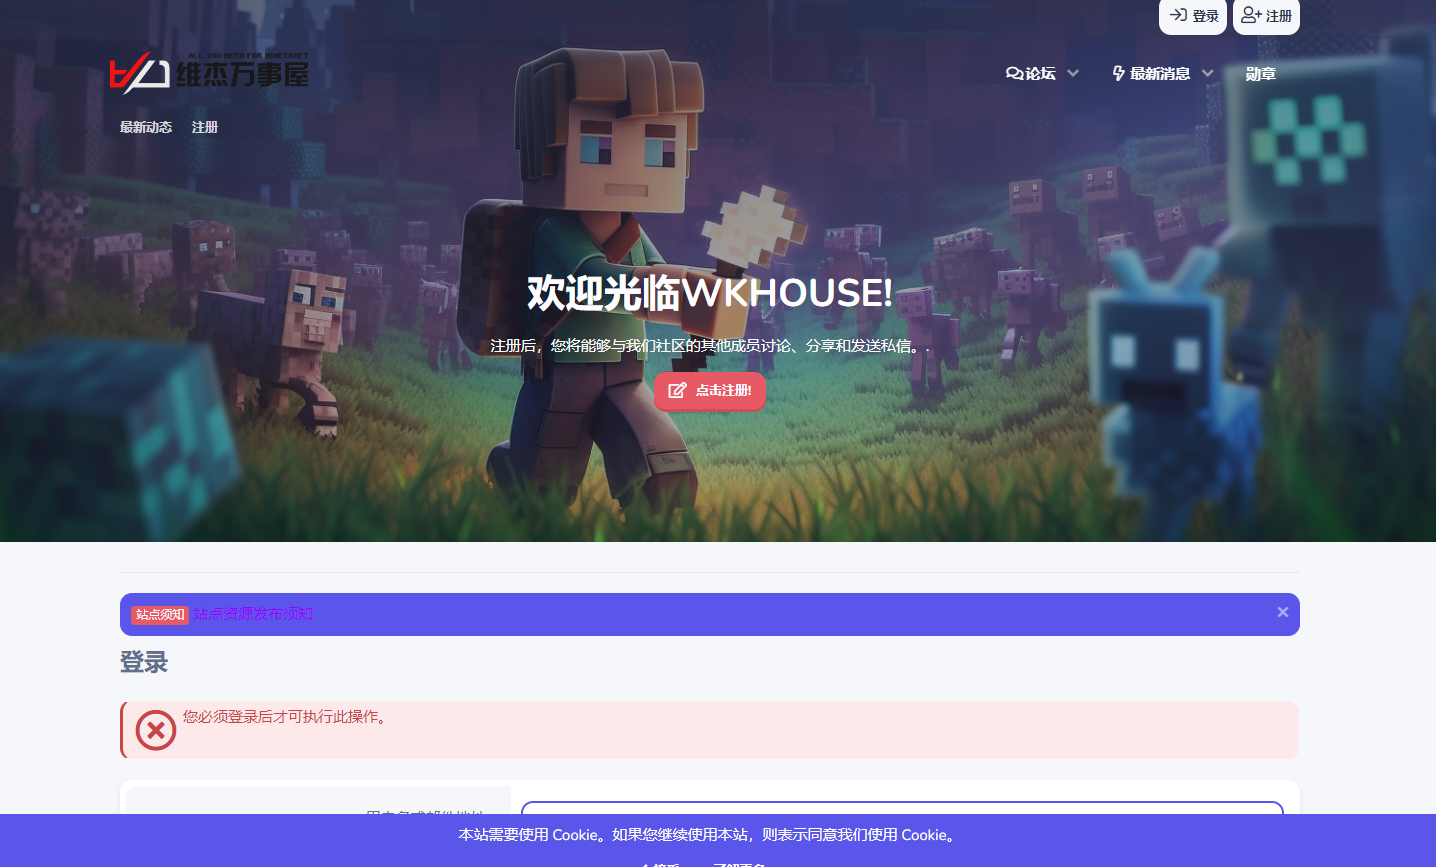 登录
注册
ALL YOU NEED FOR MINECRAFT
维杰万事屋
论坛
最新消息
勋章
最新动态
注册
欢迎光临WKHOUSE!
注册后，您将能够与我们社区的其他成员讨论、分享和发送私信。.
点击注册!
站点须知 站点资源发布须知
登录
您必须登录后才可执行此操作。
本站需要使用 Cookie。如果您继续使用本站，则表示同意我们使用 Cookie。